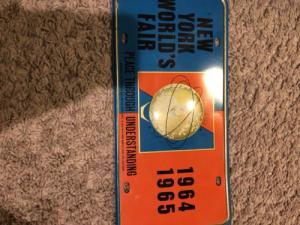 NEW
YORK
WORLD'S
FAIR
1964
1965
PEACE THROUGH UNDERSTANDING